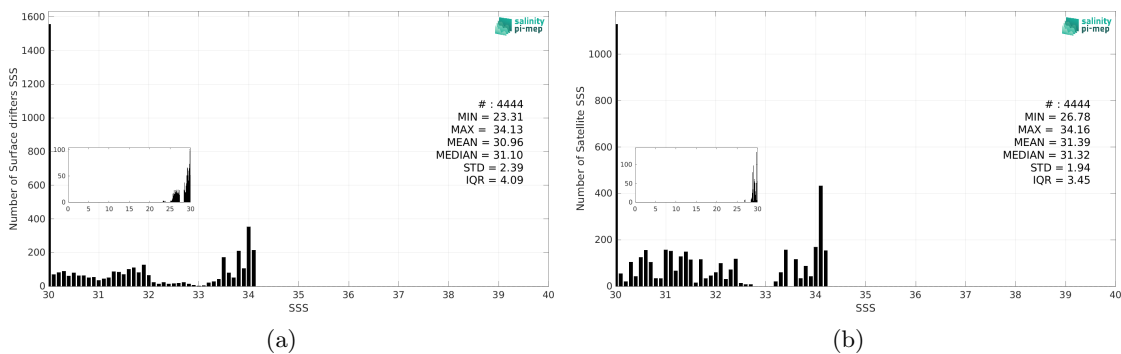 1600
1400
1200
1000
800
600
400
200
0
Number of Surface drifters SSS
salinity
pi-mep
# : 4444
MIN = 23.31
MAX = 34.13
MEAN = 30.96
MEDIAN = 31.10
STD = 2.39
IQR = 4.09
100
50
0
0 5 10 15 20 25 30
30 31 32 33 34 35 36 37 38 39 40
SSS
(a)
1000
800
600
400
200
0
Number of Satellite SSS
salinity
pi-mep
# : 4444
MIN = 26.78
MAX = 34.16
MEAN = 31.39
MEDIAN = 31.32
STD = 1.94
IQR = 3.45
100
50
0
0 5 10 15 20 25 30
30 31 32 33 34 35 36 37 38 39 40
SSS
(b)